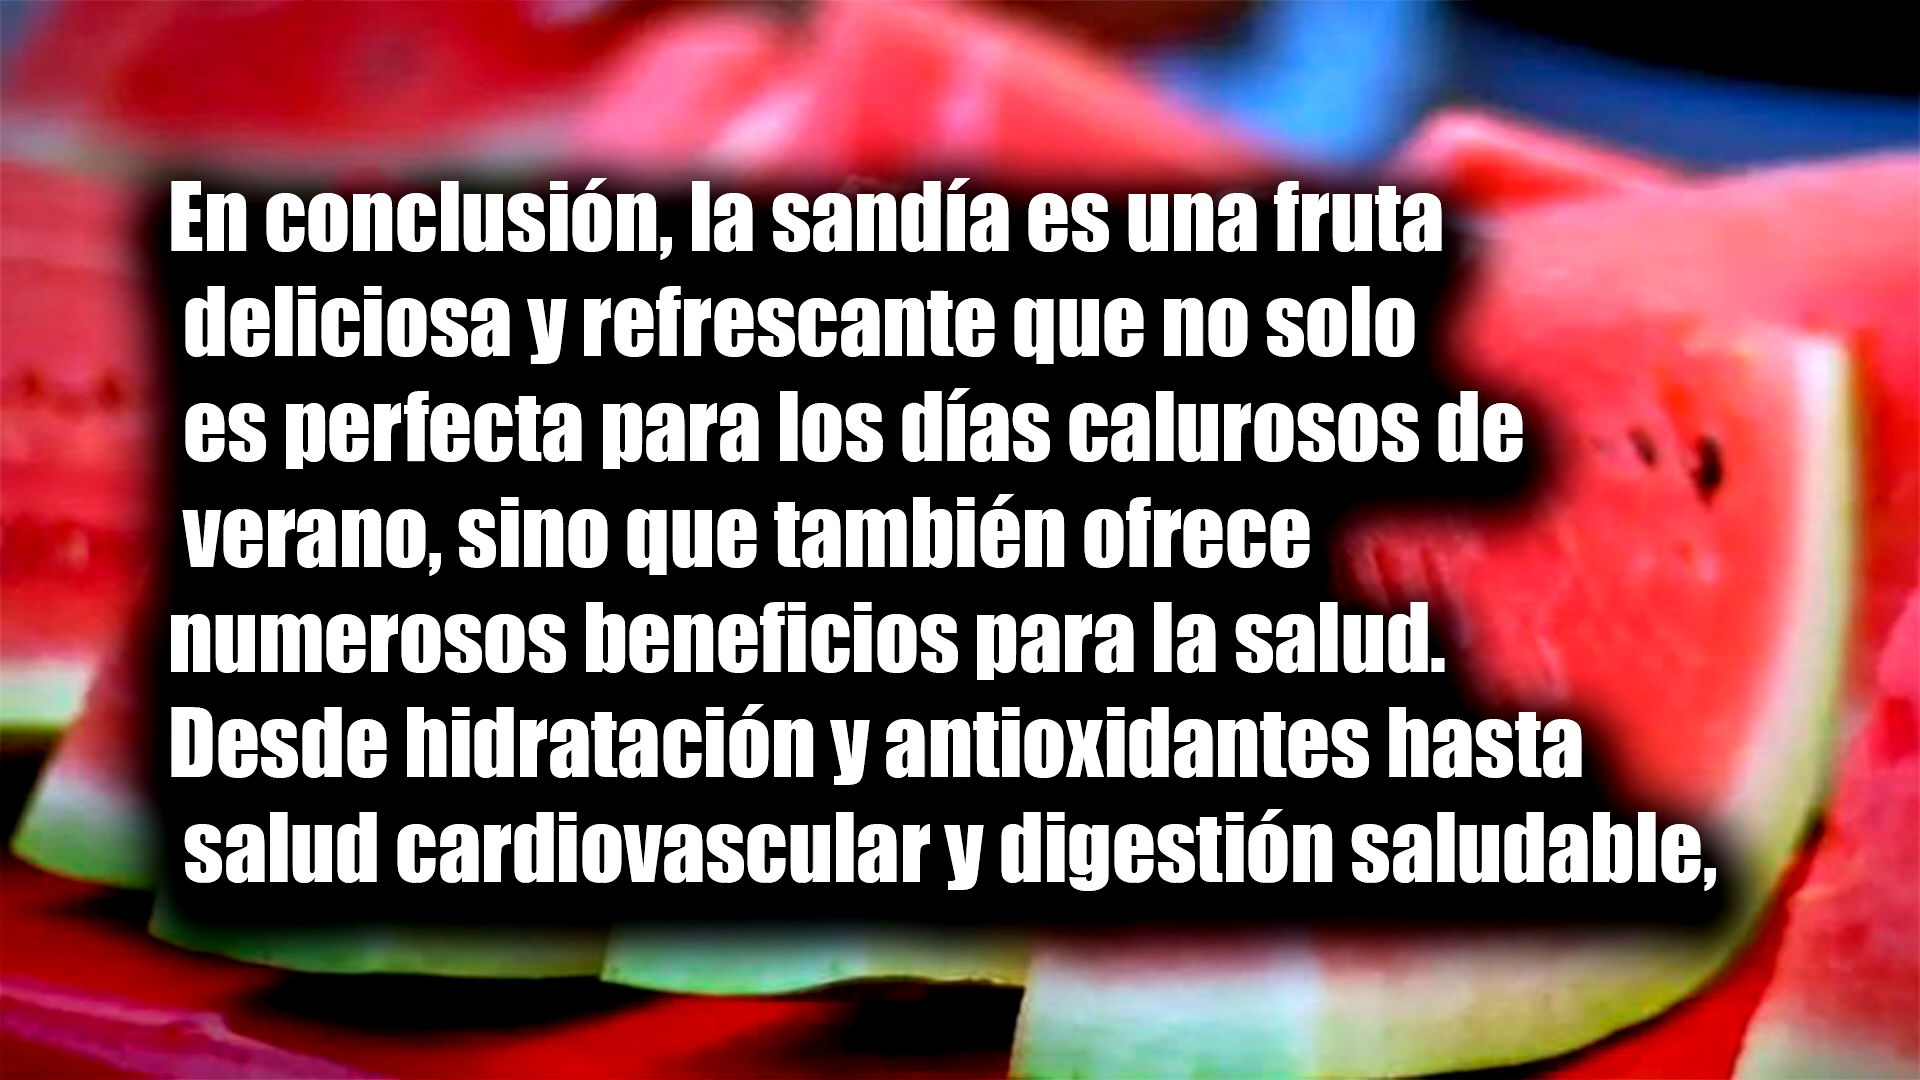 En conclusión, la sandía es una fruta
deliciosa y refrescante que no solo
es perfecta para los días calurosos de
verano, sino que también ofrece
numerosos beneficios para la salud.
Desde hidratación y antioxidantes hasta
salud cardiovascular y digestión saludable,